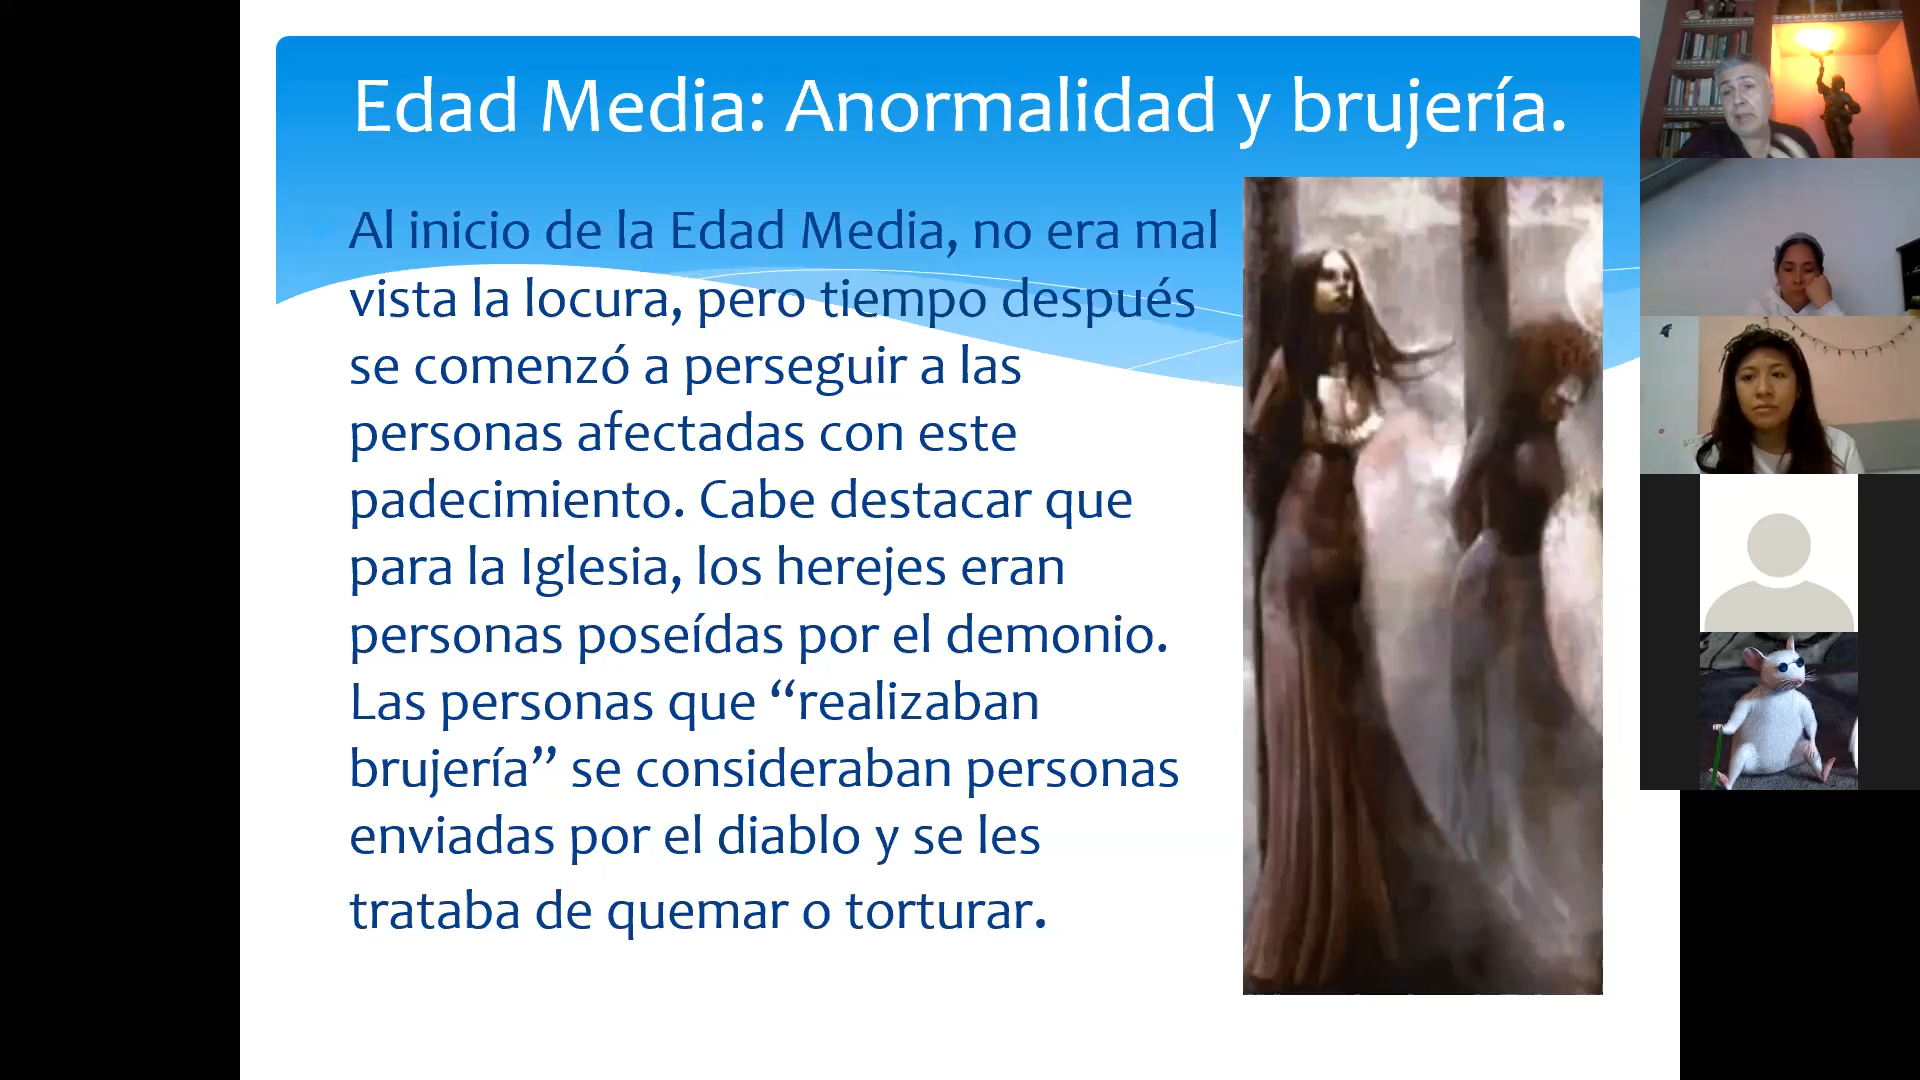 Edad Media: Anormalidad y brujería.
Al inicio de la Edad Media, no era mal
vista la locura, pero tiempo después
se comenzó a perseguir a las
personas afectadas con este
padecimiento. Cabe destacar que
para la Iglesia, los herejes eran
personas poseídas por el demonio.
Las personas que “realizaban
brujería” se consideraban personas
enviadas por el diablo y se les
trataba de quemar o torturar.